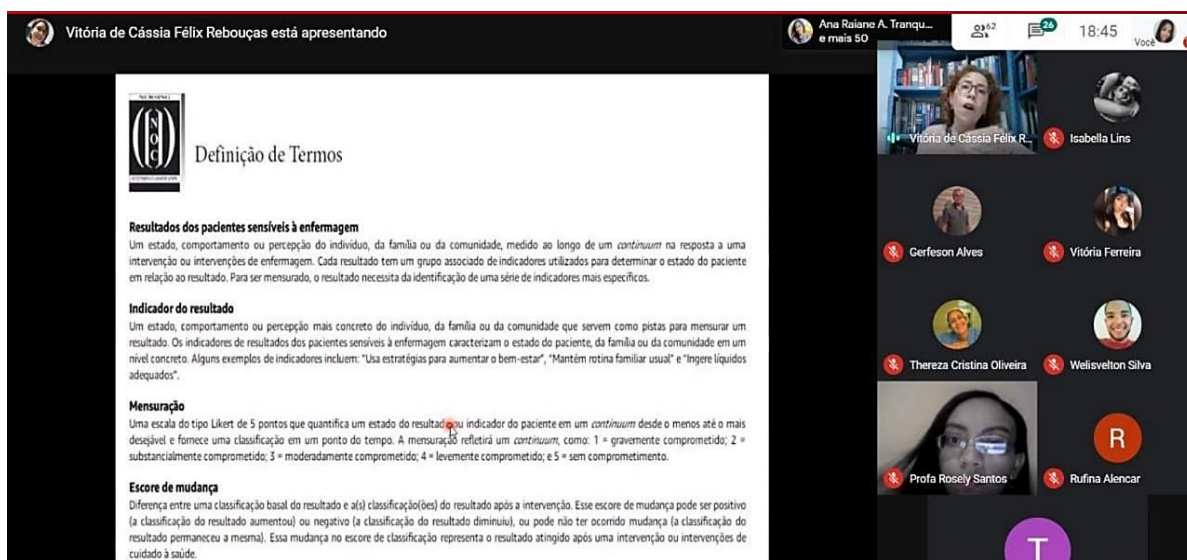 Vitória de Cássia Félix Rebouças está apresentando
Ana Raiane A. Tranqu...
e mais 50
62
26
18:45
Você
NOC
Definição de Termos
Resultados dos pacientes sensíveis à enfermagem
Um estado, comportamento ou percepção do indivíduo, da família ou da comunidade, medido ao longo de um continuum na resposta a uma
intervenção ou intervenções de enfermagem. Cada resultado tem um grupo associado de indicadores utilizados para determinar o estado do paciente
em relação ao resultado. Para ser mensurado, o resultado necessita da identificação de uma série de indicadores mais específicos.
Indicador do resultado
Um estado, comportamento ou percepção mais concreto do indivíduo, da família ou da comunidade que servem como pistas para mensurar um
resultado. Os indicadores de resultados dos pacientes sensíveis à enfermagem caracterizam o estado do paciente, da família ou da comunidade em um
nível concreto. Alguns exemplos de indicadores incluem: "Usa estratégias para aumentar o bem-estar", "Mantém rotina familiar usual" e "Ingere líquidos
adequados".
Mensuração
Uma escala do tipo Likert de 5 pontos que quantifica um estado do resultado ou indicador do paciente em um continuum desde o menos até o mais
desejável e fornece uma classificação em um ponto do tempo. A mensuração refletirá um continuum, como: 1 = gravemente comprometido; 2 =
substancialmente comprometido; 3 = moderadamente comprometido; 4 = levemente comprometido; e 5 = sem comprometimento.
Escore de mudança
Diferença entre uma classificação basal do resultado e a(s) classificação(ões) do resultado após a intervenção. Esse escore de mudança pode ser positivo
(a classificação do resultado aumentou) ou negativo (a classificação do resultado diminuiu), ou pode não ter ocorrido mudança (a classificação do
resultado permaneceu a mesma). Essa mudança no escore de classificação representa o resultado atingido após uma intervenção ou intervenções de
cuidado à saúde.
Vitória de Cássia Félix R...
Isabella Lins
Gerfeson Alves
Vitória Ferreira
Thereza Cristina Oliveira
Welisvelton Silva
Profa Rosely Santos
R
Rufina Alencar
T